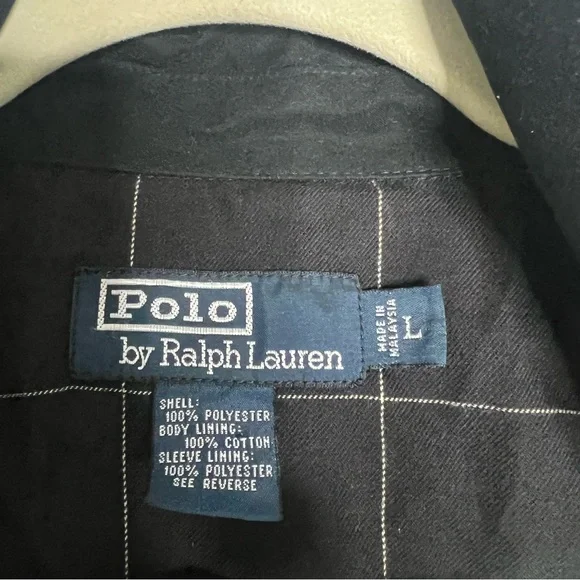 Polo
by Ralph Lauren
MADE IN
MALAYSIA
L
SHELL:
100% POLYESTER
BODY LINING:
100% COTTON
SLEEVE LINING:
100% POLYESTER
SEE REVERSE